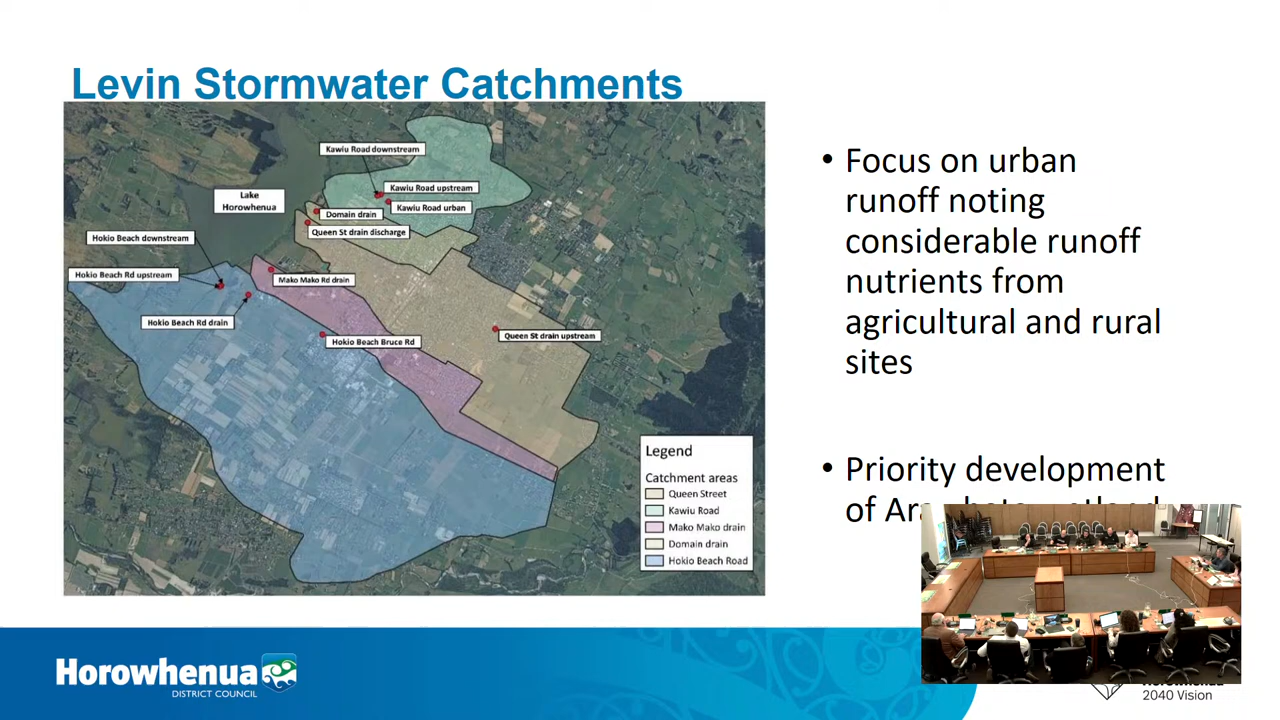 Levin Stormwater Catchments
Kawiu Road downstream
Kawiu Road upstream
Lake
Horowhenua
Kawiu Road urban
Domain drain
Queen St drain discharge
Hokio Beach downstream
Hokio Beach Rd upstream
Mako Mako Rd drain
Hokio Beach Rd drain
Hokio Beach Bruce Rd
Queen St drain upstream
Legend
Catchment areas
Queen Street
Kawiu Road
Mako Mako drain
Domain drain
Hokio Beach Road
• Focus on urban
runoff noting
considerable runoff
nutrients from
agricultural and rural
sites
• Priority development
of
Horowhenua
DISTRICT COUNCIL
2040 Vision